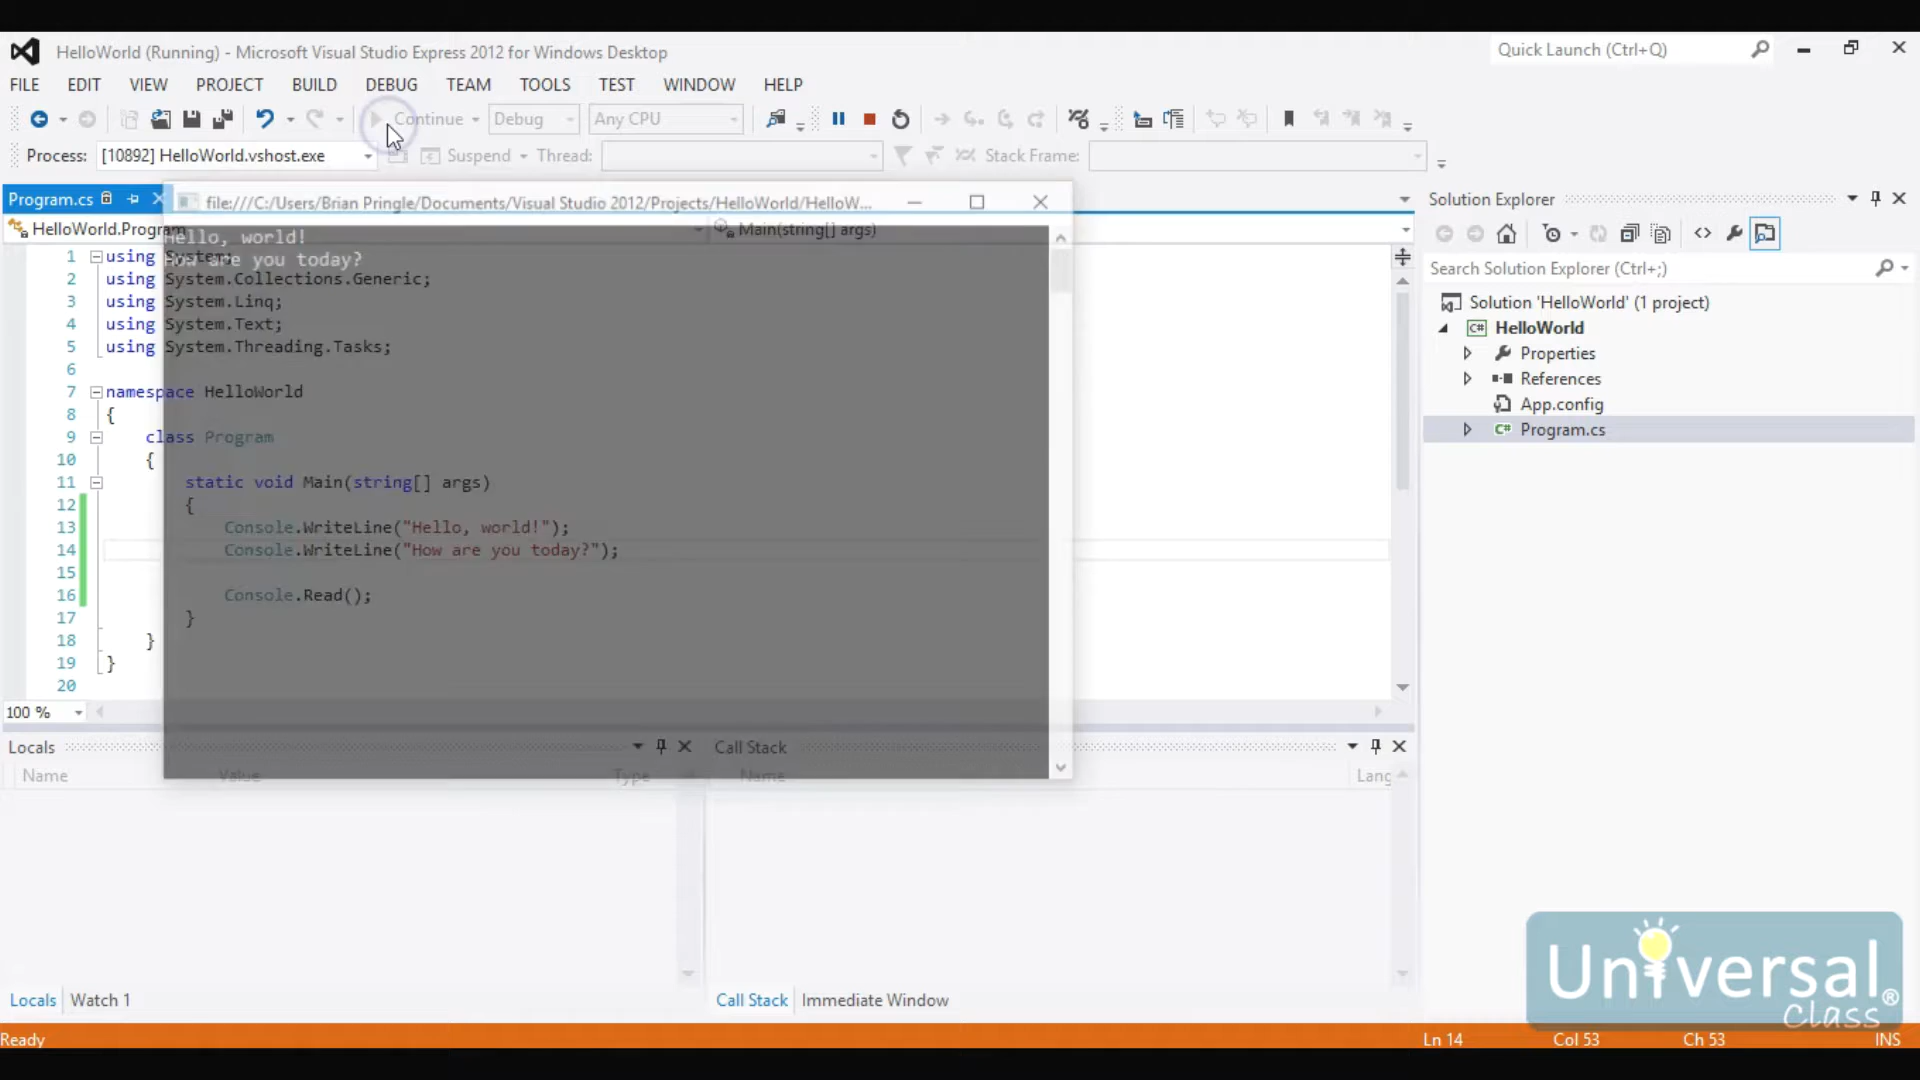 HelloWorld (Running) - Microsoft Visual Studio Express 2012 for Windows Desktop
Quick Launch (Ctrl+Q)
FILE EDIT VIEW PROJECT BUILD DEBUG TEAM TOOLS TEST WINDOW HELP
Continue Debug Any CPU
Process: [10892] HelloWorld.vshost.exe Suspend Thread: Stack Frame:
Program.cs
file:///C:/Users/Brian Pringle/Documents/Visual Studio 2012/Projects/HelloWorld/HelloW...
Solution Explorer
HelloWorld.Program
Main(string[] args)
Hello, world!
How are you today?
1 using System;
2 using System.Collections.Generic;
3 using System.Linq;
4 using System.Text;
5 using System.Threading.Tasks;
6
7 namespace HelloWorld
8 {
9 class Program
10 {
11 static void Main(string[] args)
12 {
13 Console.WriteLine("Hello, world!");
14 Console.WriteLine("How are you today?");
15
16 Console.Read();
17 }
18 }
19 }
20
100 %
Search Solution Explorer (Ctrl+;)
Solution 'HelloWorld' (1 project)
C# HelloWorld
Properties
References
App.config
C# Program.cs
Locals
Name Value Type
Call Stack
Name Lang
Locals Watch 1
Call Stack Immediate Window
Universal
Class®
Ready Ln 14 Col 53 Ch 53 INS